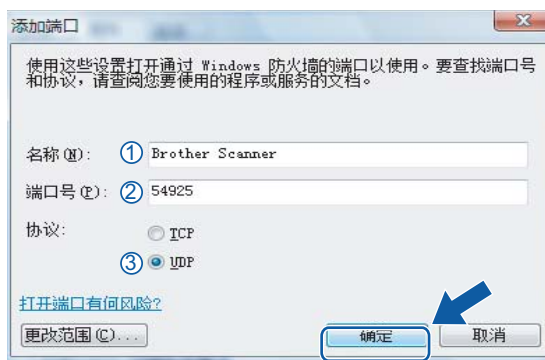 添加端口
使用这些设置打开通过 Windows 防火墙的端口以使用。要查找端口号
和协议，请查阅您要使用的程序或服务的文档。
名称(N): ① Brother Scanner
端口号(P): ② 54925
协议: TCP
③ UDP
打开端口有何风险?
更改范围(C)... 确定 取消